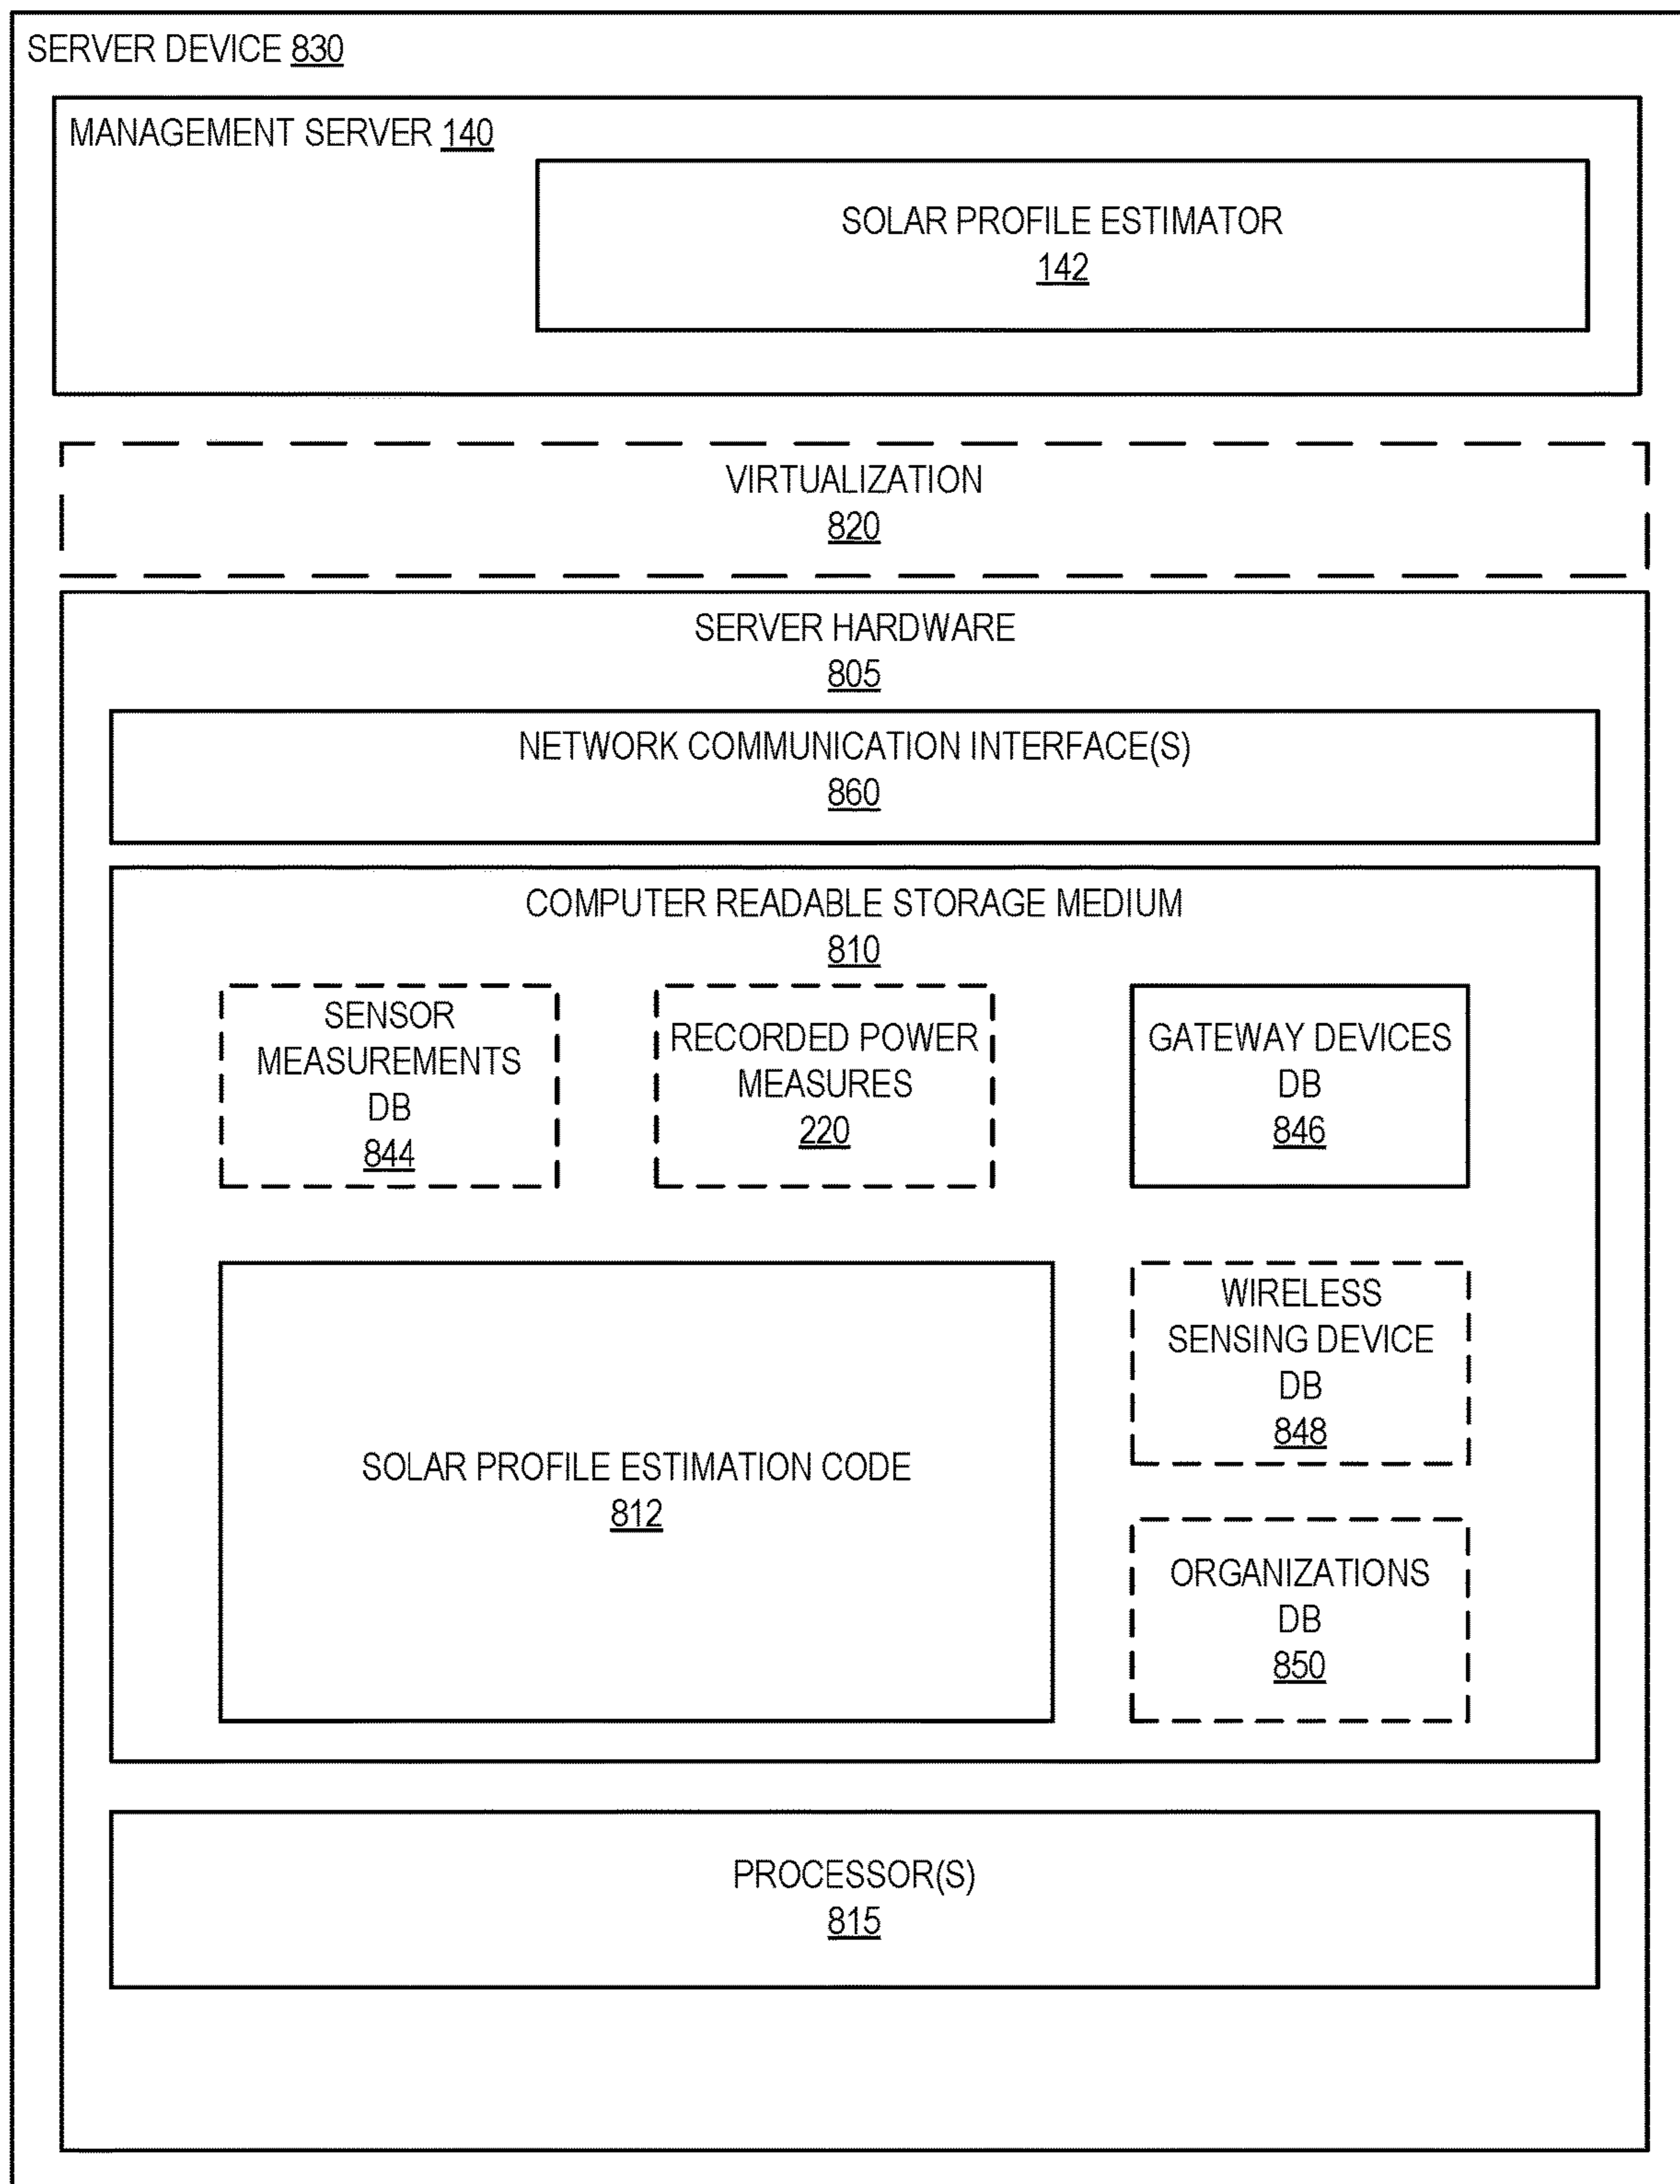 SERVER DEVICE 830
MANAGEMENT SERVER 140
SOLAR PROFILE ESTIMATOR
142
VIRTUALIZATION
820
SERVER HARDWARE
805
NETWORK COMMUNICATION INTERFACE(S)
860
COMPUTER READABLE STORAGE MEDIUM
810
SENSOR
MEASUREMENTS
DB
844
RECORDED POWER
MEASURES
220
GATEWAY DEVICES
DB
846
SOLAR PROFILE ESTIMATION CODE
812
WIRELESS
SENSING DEVICE
DB
848
ORGANIZATIONS
DB
850
PROCESSOR(S)
815